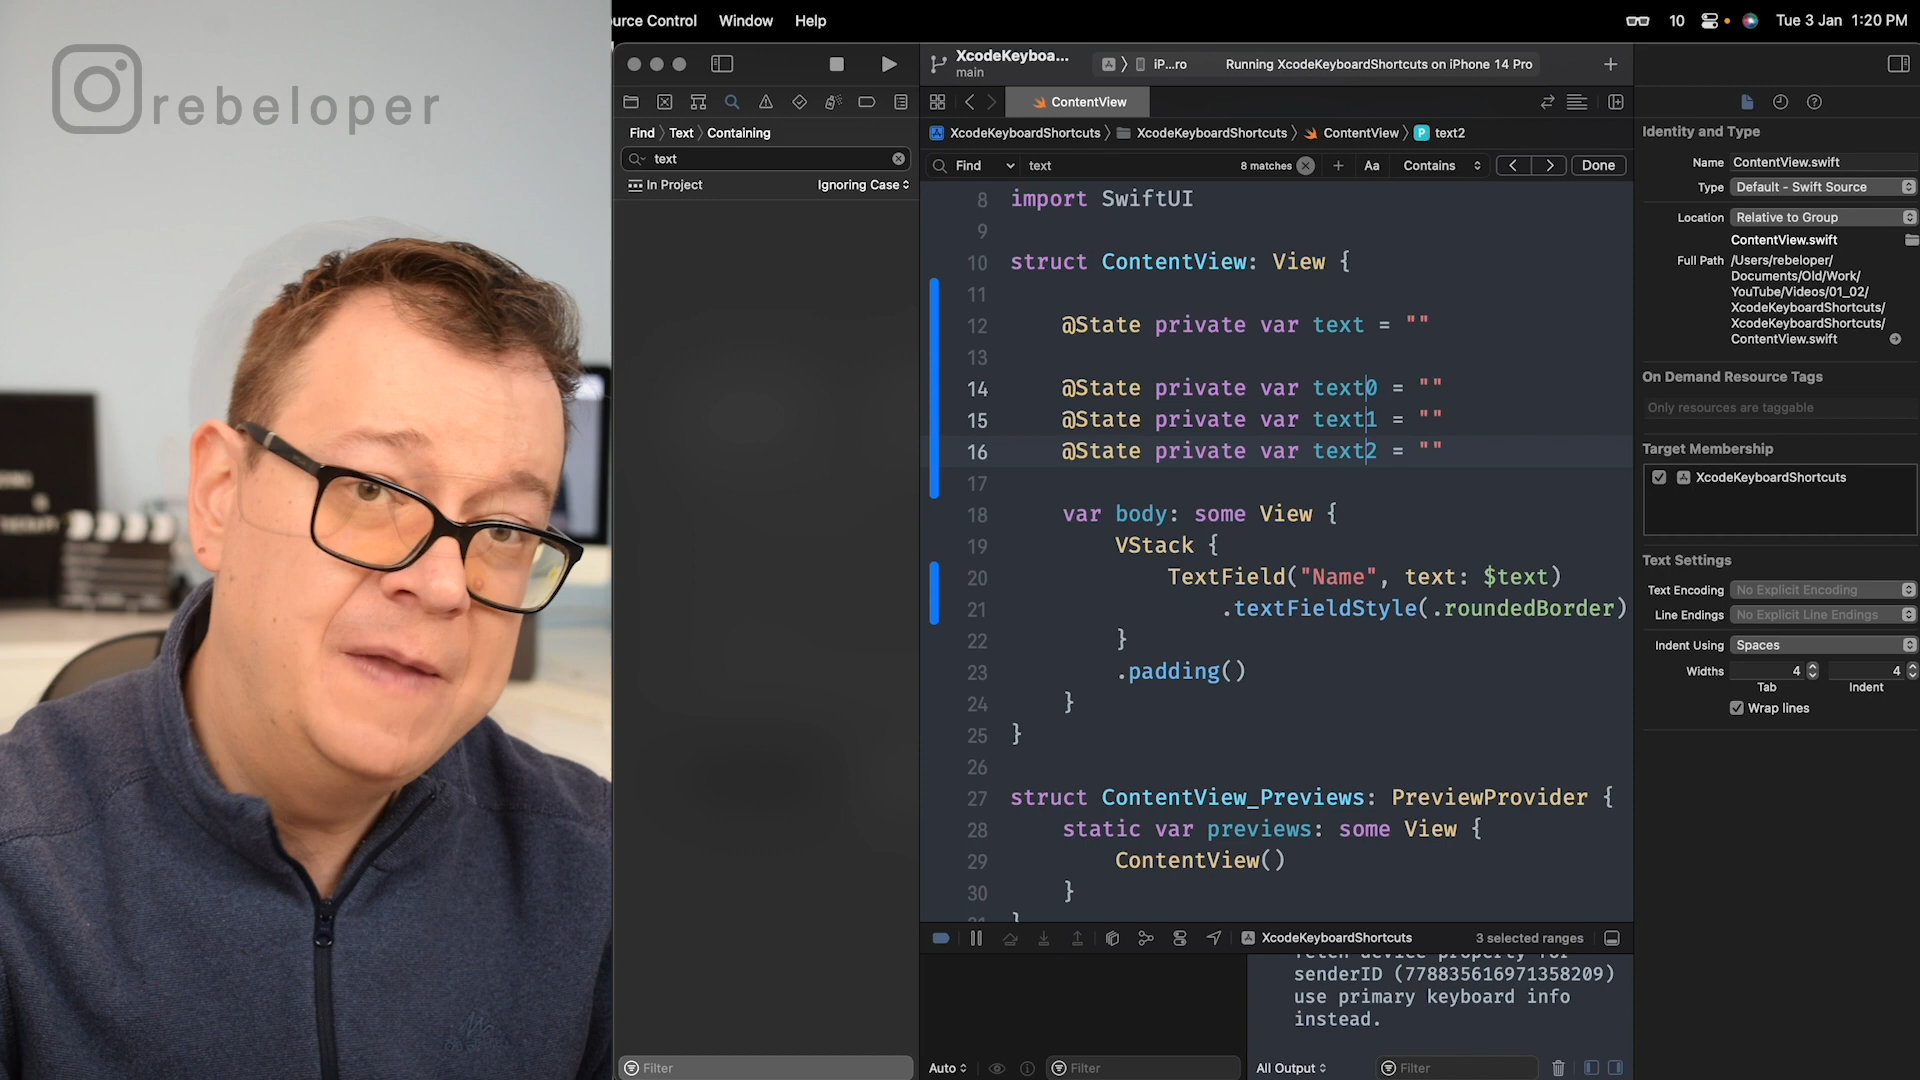 rebeloper
urce Control Window Help
10 Tue 3 Jan 1:20 PM
XcodeKeyboa...
main
iP...ro Running XcodeKeyboardShortcuts on iPhone 14 Pro
ContentView
Find Text Containing
XcodeKeyboardShortcuts XcodeKeyboardShortcuts ContentView P text2
text
Find text 8 matches Aa Contains Done
In Project Ignoring Case
8 import SwiftUI
9
10 struct ContentView: View {
11
12 @State private var text = ""
13
14 @State private var text0 = ""
15 @State private var text1 = ""
16 @State private var text2 = ""
17
18 var body: some View {
19 VStack {
20 TextField("Name", text: $text)
21 .textFieldStyle(.roundedBorder)
22 }
23 .padding()
24 }
25 }
26
27 struct ContentView_Previews: PreviewProvider {
28 static var previews: some View {
29 ContentView()
30 }
Identity and Type
Name ContentView.swift
Type Default - Swift Source
Location Relative to Group
ContentView.swift
Full Path /Users/rebeloper/
Documents/Old/Work/
YouTube/Videos/01_02/
XcodeKeyboardShortcuts/
XcodeKeyboardShortcuts/
ContentView.swift
On Demand Resource Tags
Only resources are taggable
Target Membership
XcodeKeyboardShortcuts
Text Settings
Text Encoding No Explicit Encoding
Line Endings No Explicit Line Endings
Indent Using Spaces
Widths 4 4
Tab Indent
Wrap lines
XcodeKeyboardShortcuts 3 selected ranges
fetch device property for
senderID (778835616971358209)
use primary keyboard info
instead.
Filter
Auto Filter
All Output Filter